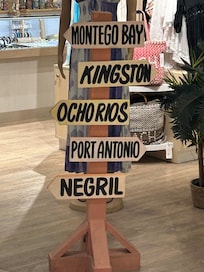 MONTEGO BAY
KINGSTON
OCHO RIOS
PORT ANTONIO
NEGRIL